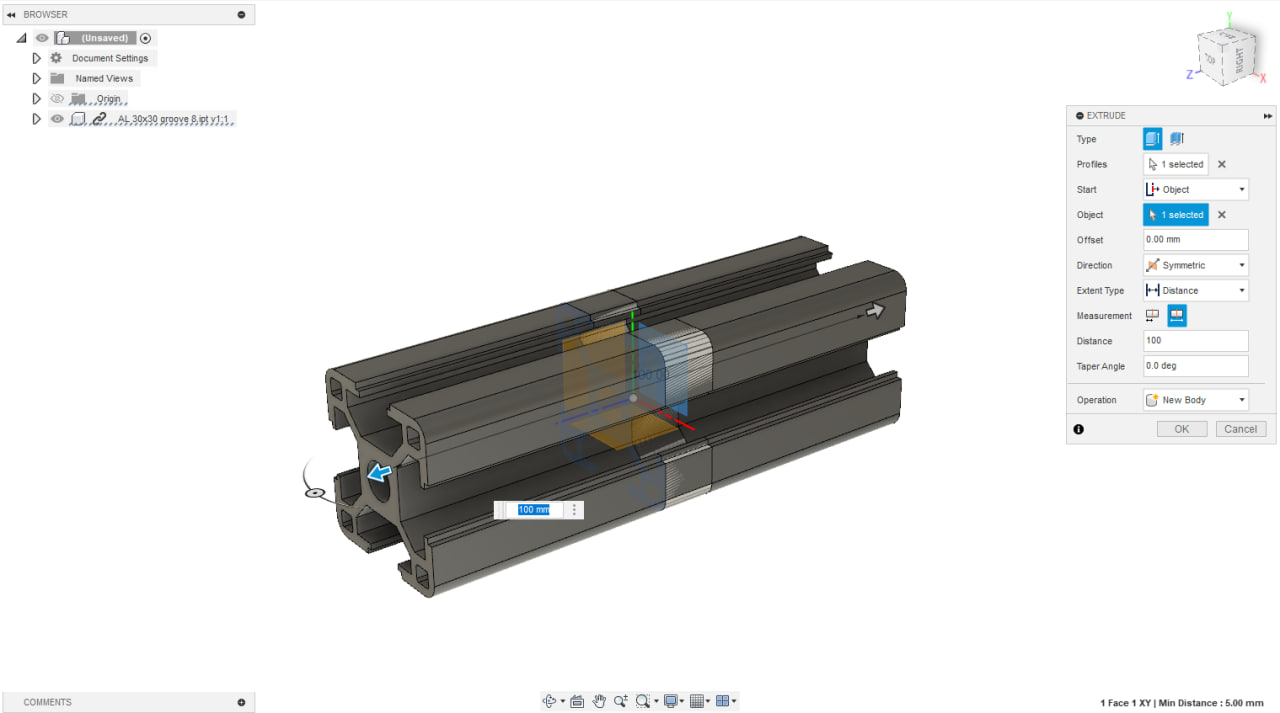 BROWSER
(Unsaved)
Document Settings
Named Views
Origin
AL 30x30 groove 8.ipt v1:1
Y
TOP
RIGHT
Z
X
EXTRUDE
Type
Profiles 1 selected
Start Object
Object 1 selected
Offset 0.00 mm
Direction Symmetric
Extent Type Distance
Measurement
Distance 100
Taper Angle 0.0 deg
Operation New Body
OK Cancel
100 mm
COMMENTS
1 Face 1 XY | Min Distance : 5.00 mm